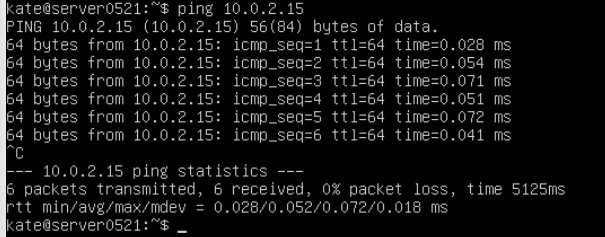 kate@server0521:~$ ping 10.0.2.15
PING 10.0.2.15 (10.0.2.15) 56(84) bytes of data.
64 bytes from 10.0.2.15: icmp_seq=1 ttl=64 time=0.028 ms
64 bytes from 10.0.2.15: icmp_seq=2 ttl=64 time=0.054 ms
64 bytes from 10.0.2.15: icmp_seq=3 ttl=64 time=0.071 ms
64 bytes from 10.0.2.15: icmp_seq=4 ttl=64 time=0.051 ms
64 bytes from 10.0.2.15: icmp_seq=5 ttl=64 time=0.072 ms
64 bytes from 10.0.2.15: icmp_seq=6 ttl=64 time=0.041 ms
^C
--- 10.0.2.15 ping statistics ---
6 packets transmitted, 6 received, 0% packet loss, time 5125ms
rtt min/avg/max/mdev = 0.028/0.052/0.072/0.018 ms
kate@server0521:~$ _